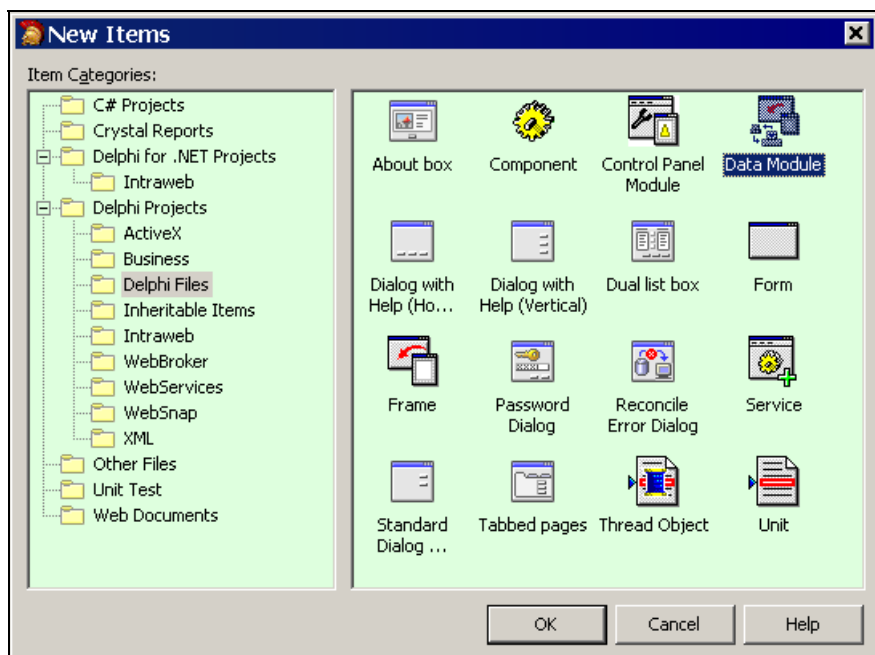 New Items
Item Categories:
C# Projects
Crystal Reports
Delphi for .NET Projects
Intraweb
Delphi Projects
ActiveX
Business
Delphi Files
Inheritable Items
Intraweb
WebBroker
WebServices
WebSnap
XML
Other Files
Unit Test
Web Documents
About box
Component
Control Panel
Module
Data Module
Dialog with
Help (Ho...
Dialog with
Help (Vertical)
Dual list box
Form
Frame
Password
Dialog
Reconcile
Error Dialog
Service
Standard
Dialog ...
Tabbed pages
Thread Object
Unit
OK
Cancel
Help